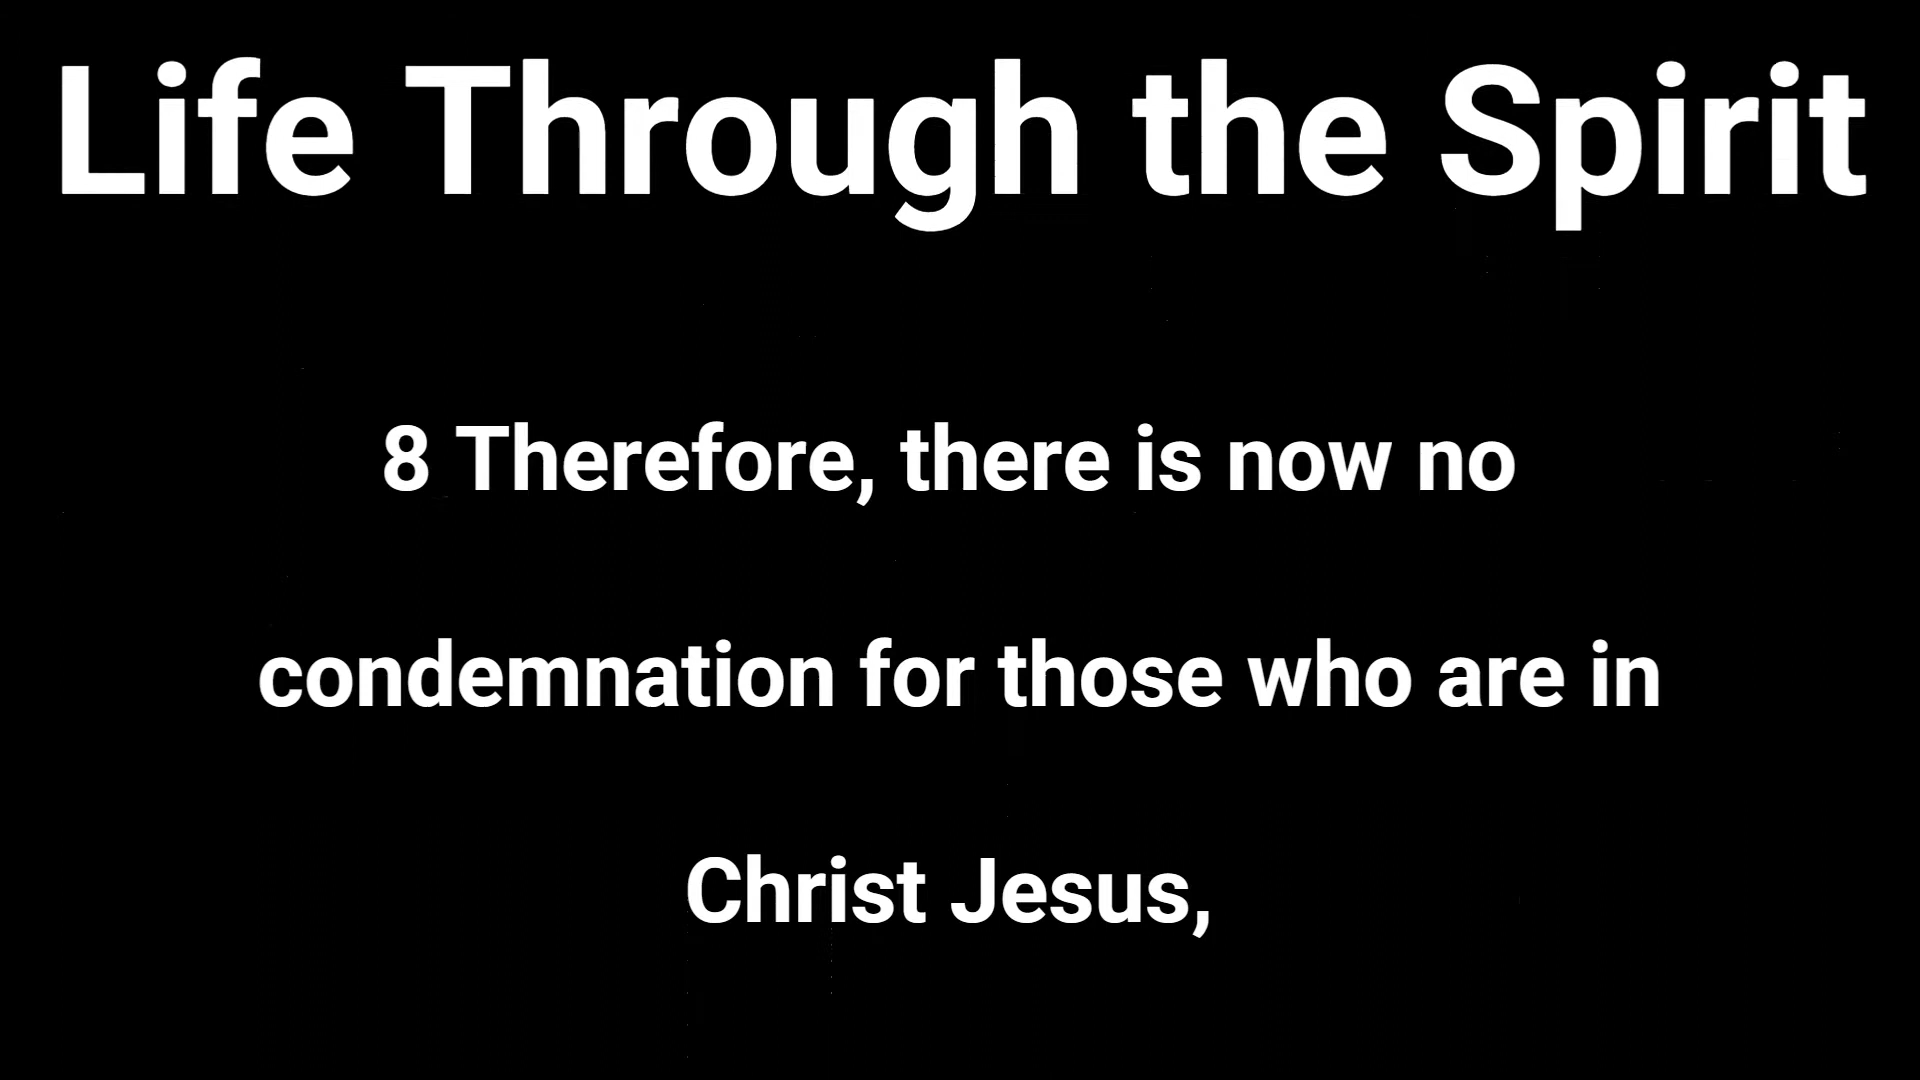 Life Through the Spirit
8 Therefore, there is now no
condemnation for those who are in
Christ Jesus,